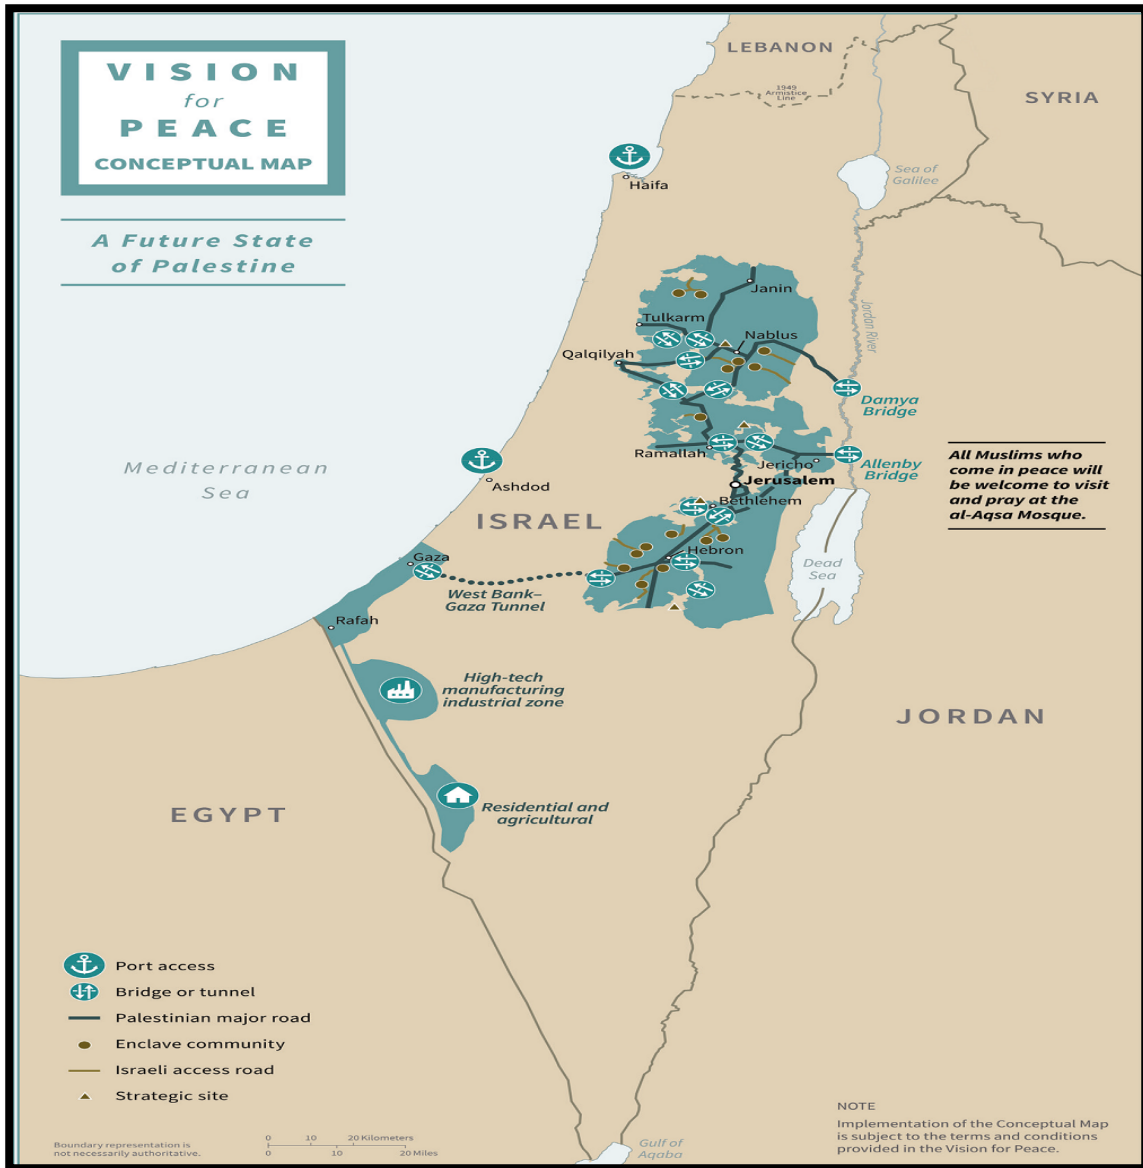 VISION
for
PEACE
CONCEPTUAL MAP
A Future State
of Palestine
LEBANON
1949
Armistice
Line
SYRIA
Sea of
Galilee
Haifa
Janin
Tulkarm
Nablus
Jordan River
Qalqilyah
Damya
Bridge
Mediterranean
Sea
Ramallah
Jericho
Allenby
Bridge
All Muslims who
come in peace will
be welcome to visit
and pray at the
al-Aqsa Mosque.
Jerusalem
Ashdod
Bethlehem
ISRAEL
Hebron
Gaza
Dead
Sea
West Bank–
Gaza Tunnel
Rafah
High-tech
manufacturing
industrial zone
JORDAN
EGYPT
Residential and
agricultural
Port access
Bridge or tunnel
Palestinian major road
Enclave community
Israeli access road
Strategic site
Boundary representation is
not necessarily authoritative.
0 10 20 Kilometers
0 10 20 Miles
Gulf of
Aqaba
NOTE
Implementation of the Conceptual Map
is subject to the terms and conditions
provided in the Vision for Peace.